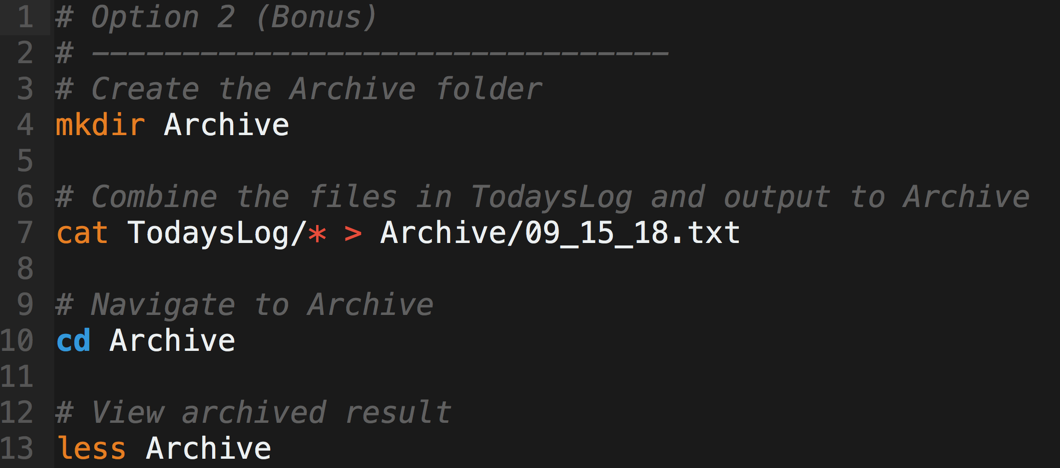 1 # Option 2 (Bonus)
2 # --------------------------------
3 # Create the Archive folder
4 mkdir Archive
5
6 # Combine the files in TodaysLog and output to Archive
7 cat TodaysLog/* > Archive/09_15_18.txt
8
9 # Navigate to Archive
10 cd Archive
11
12 # View archived result
13 less Archive